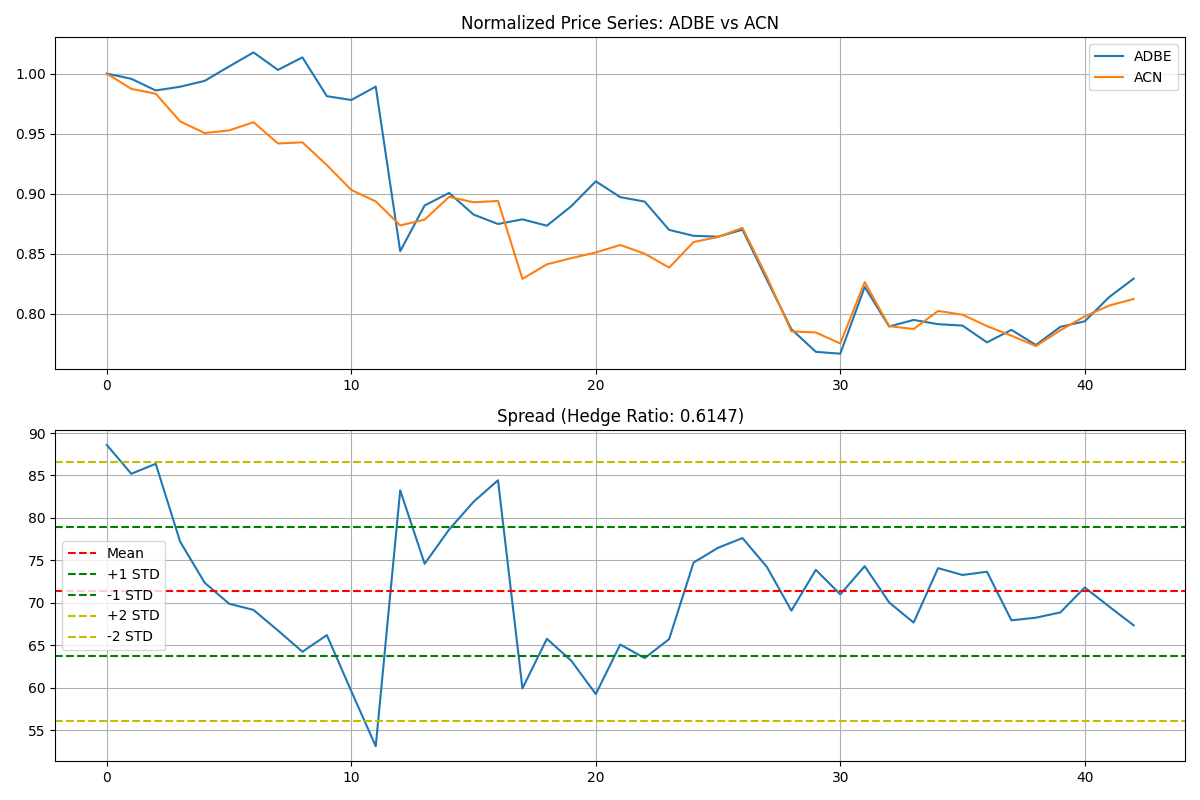 Normalized Price Series: ADBE vs ACN
ADBE
ACN
1.00
0.95
0.90
0.85
0.80
0
10
20
30
40
Spread (Hedge Ratio: 0.6147)
90
85
80
75
70
65
60
55
Mean
+1 STD
-1 STD
+2 STD
-2 STD
0
10
20
30
40